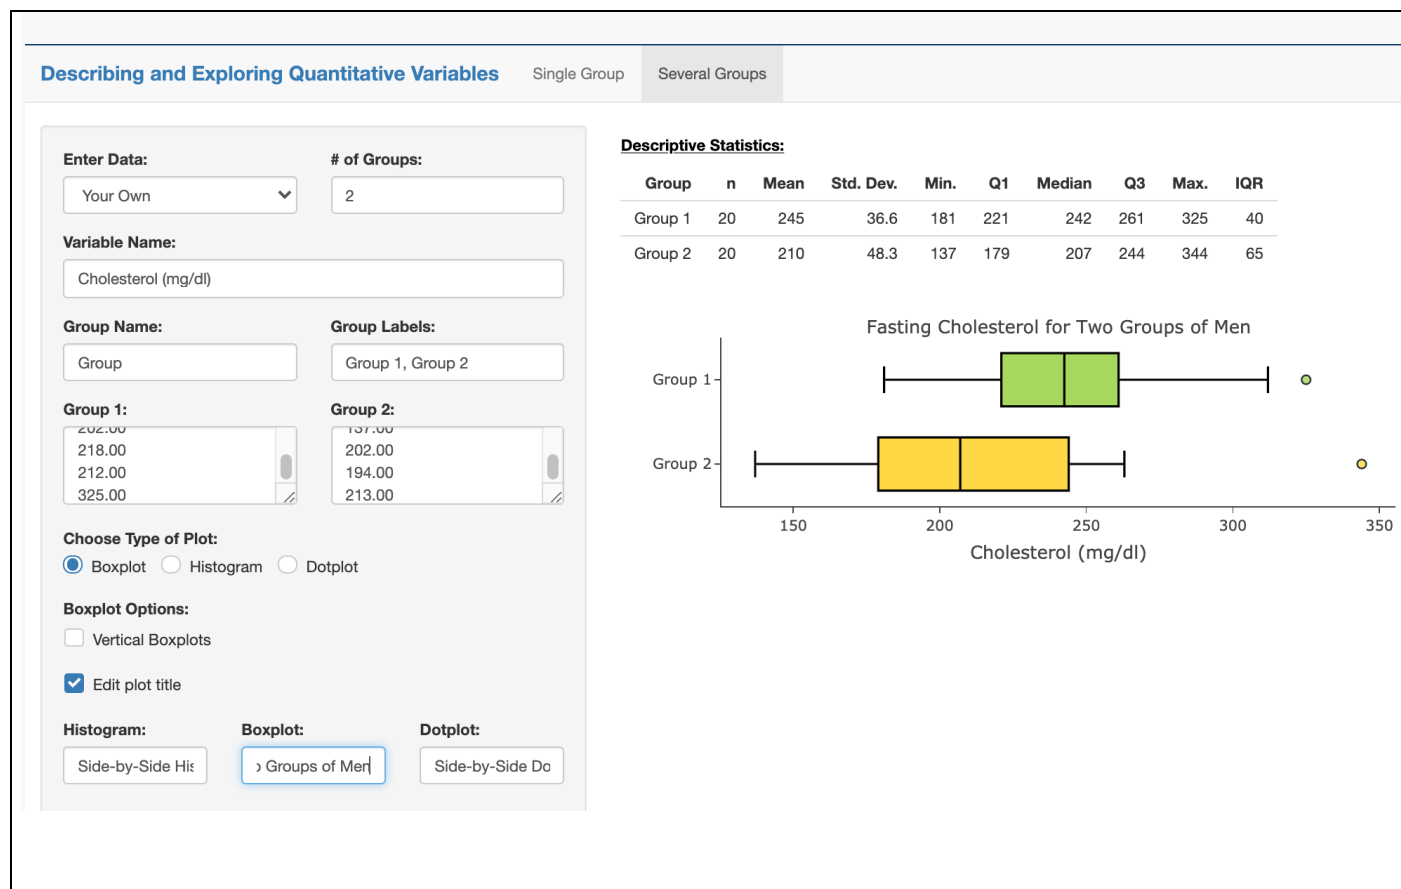 Describing and Exploring Quantitative Variables Single Group Several Groups
Enter Data: # of Groups:
Your Own 2
Variable Name:
Cholesterol (mg/dl)
Group Name: Group Labels:
Group Group 1, Group 2
Group 1: Group 2:
202.00 137.00
218.00 202.00
212.00 194.00
325.00 213.00
Choose Type of Plot:
Boxplot Histogram Dotplot
Boxplot Options:
Vertical Boxplots
Edit plot title
Histogram: Boxplot: Dotplot:
Side-by-Side His Groups of Men Side-by-Side Do
Descriptive Statistics:
Group n Mean Std. Dev. Min. Q1 Median Q3 Max. IQR
Group 1 20 245 36.6 181 221 242 261 325 40
Group 2 20 210 48.3 137 179 207 244 344 65
Fasting Cholesterol for Two Groups of Men
Group 1
Group 2
150 200 250 300 350
Cholesterol (mg/dl)